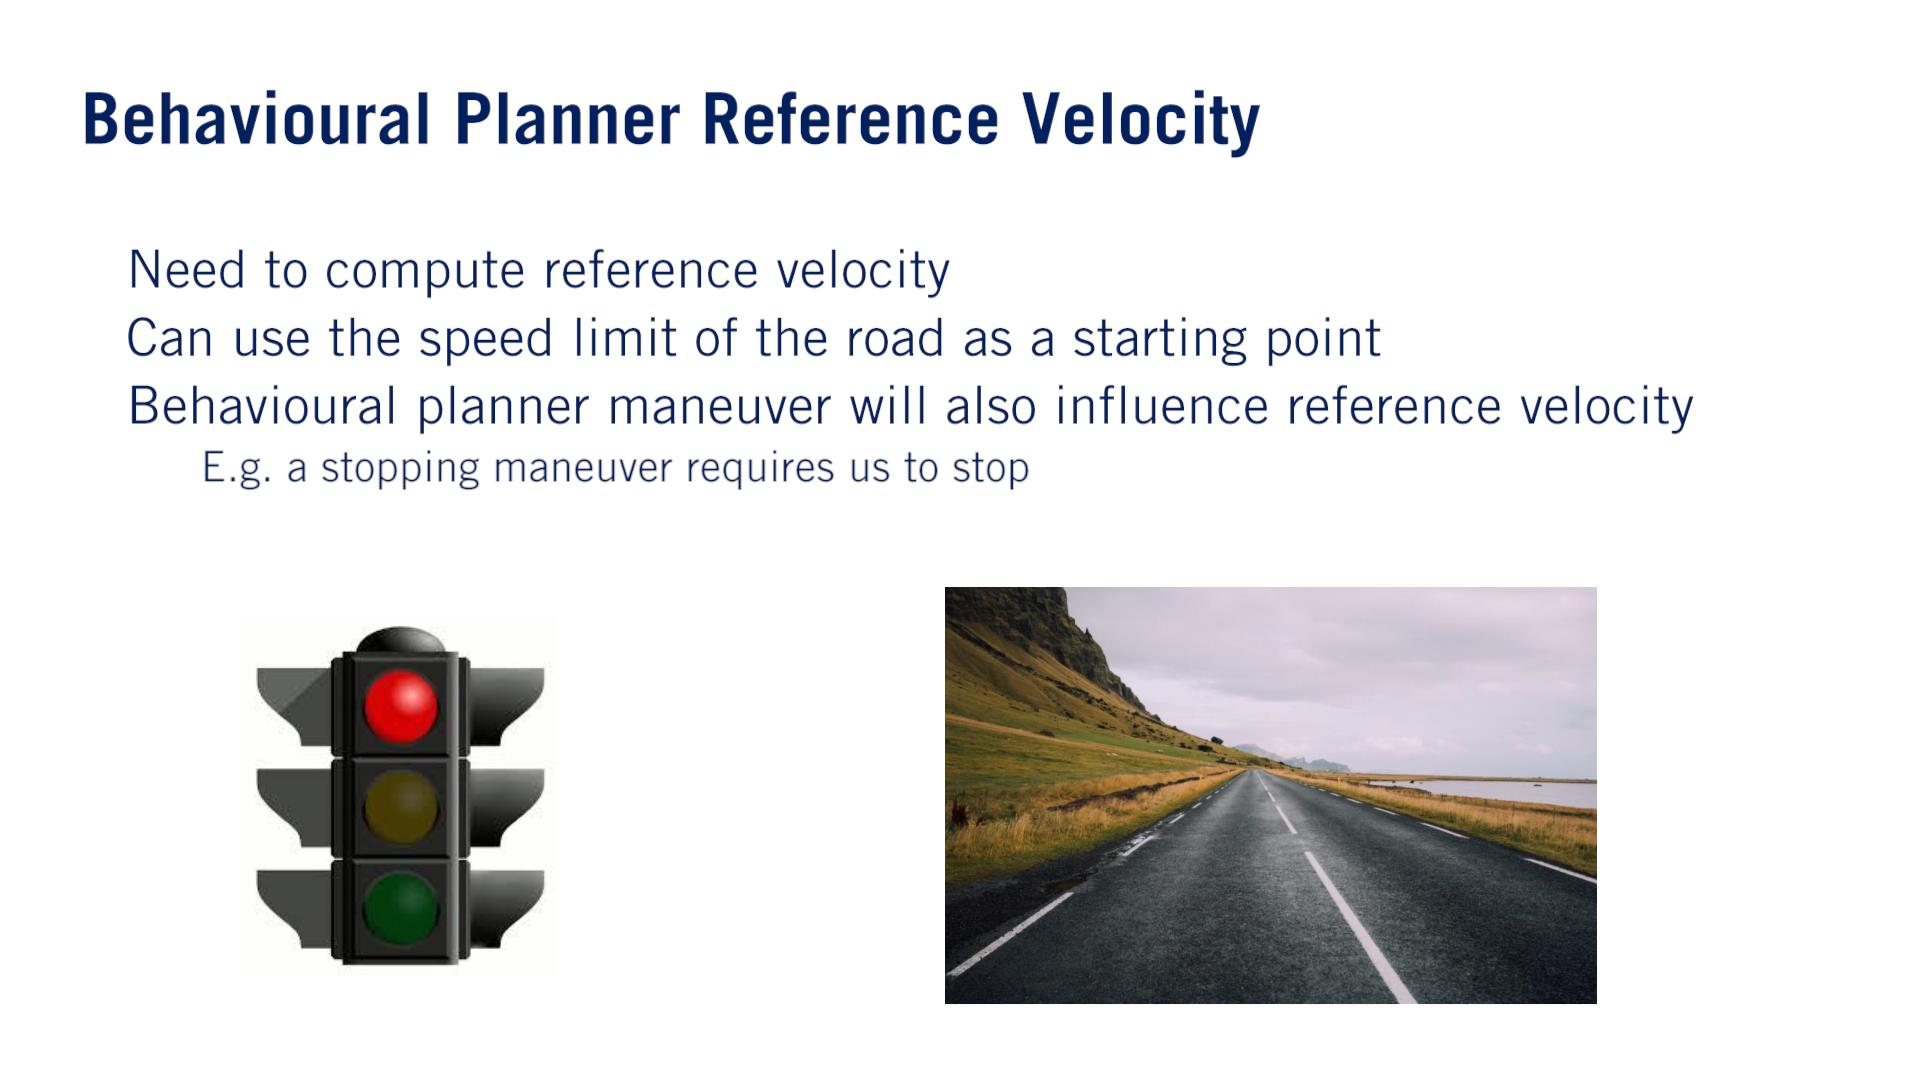 Behavioural Planner Reference Velocity
Need to compute reference velocity
Can use the speed limit of the road as a starting point
Behavioural planner maneuver will also influence reference velocity
E.g. a stopping maneuver requires us to stop